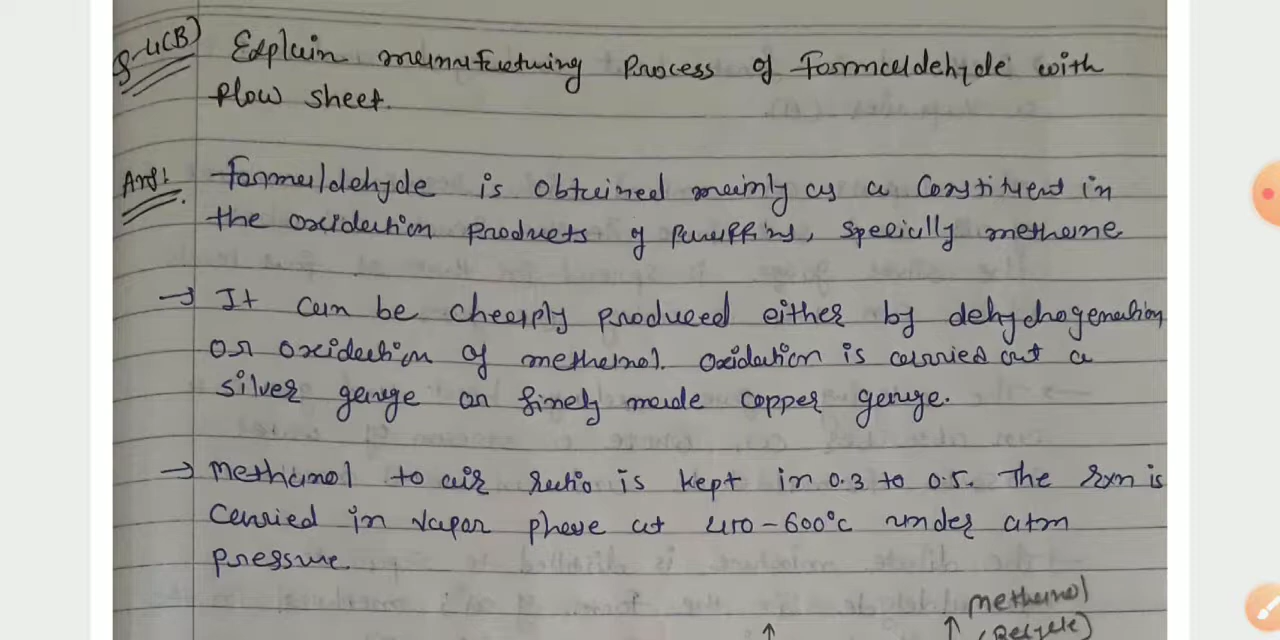 Q-4(B) Explain manufacturing Process of Formaldehyde with
flow sheet.
Ans: Formaldehyde is obtained mainly as a constituent in
the oxidation products of paraffins, specially methane
→ It can be cheaply produced either by dehydrogenation
or oxidation of methanol. Oxidation is carried out a
silver gauge or finely made copper gauge.
→ Methanol to air ratio is kept in 0.3 to 0.5. The rxn is
carried in vapor phase at 450-600°c under atm
pressure.
methanol
(Recycle)